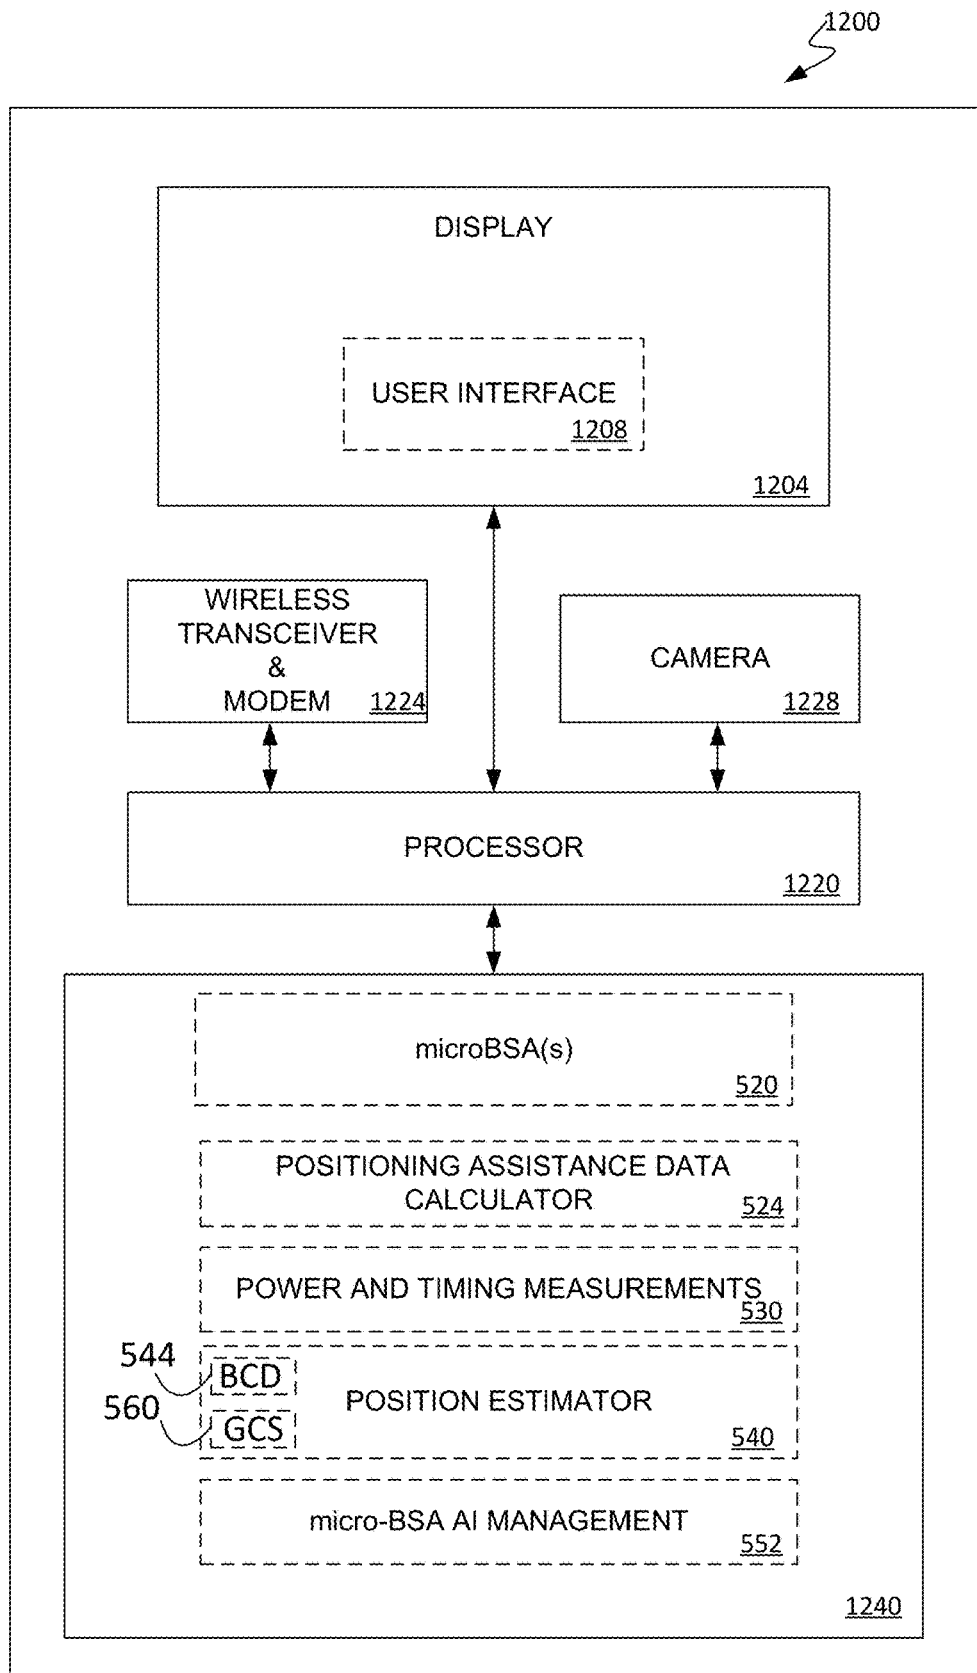 1200
DISPLAY
USER INTERFACE
1208
1204
WIRELESS
TRANSCEIVER
&
MODEM
1224
CAMERA
1228
PROCESSOR
1220
microBSA(s)
520
POSITIONING ASSISTANCE DATA
CALCULATOR
524
POWER AND TIMING MEASUREMENTS
530
544
BCD
560
GCS
POSITION ESTIMATOR
540
micro-BSA AI MANAGEMENT
552
1240